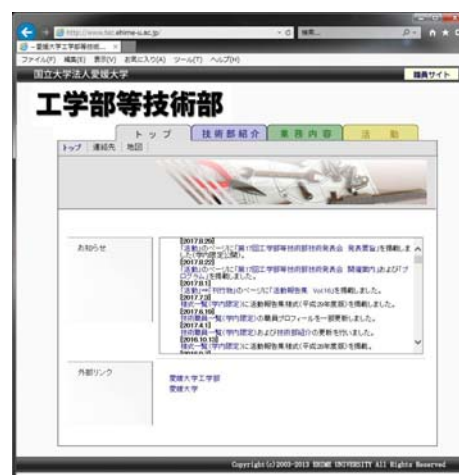 http://www.tec.ehime-u.ac.jp/
検索...
ファイル(F) 編集(E) 表示(V) お気に入り(A) ツール(T) ヘルプ(H)
国立大学法人愛媛大学
職員サイト
工学部等技術部
トップ 技術部紹介 業務内容 活動
トップ 連絡先 地図
お知らせ
[2017.8.29]
「活動」のページに「第17回工学部等技術部技術発表会 発表要旨」を掲載しました(学内限定公開)。
[2017.8.22]
「活動」のページに「第17回工学部等技術部技術発表会 開催案内」および「プログラム」を掲載しました。
[2017.8.1]
「活動」→「刊行物」のページに「活動報告集 Vol.16」を掲載しました。
[2017.7.3]
様式一覧(学内限定)に活動報告集様式(平成29年度版)を掲載しました。
[2017.6.19]
技術職員一覧(学内限定)の職員プロフィールを一部更新しました。
[2017.4.1]
技術職員一覧(学内限定)および技術部紹介の更新を行いました。
[2016.10.13]
様式一覧(学内限定)に活動報告集様式(平成28年度版)を掲載。
外部リンク
愛媛大学工学部
愛媛大学
Copyright(c)2003-2013 EHIME UNIVERSITY All Rights Reserved